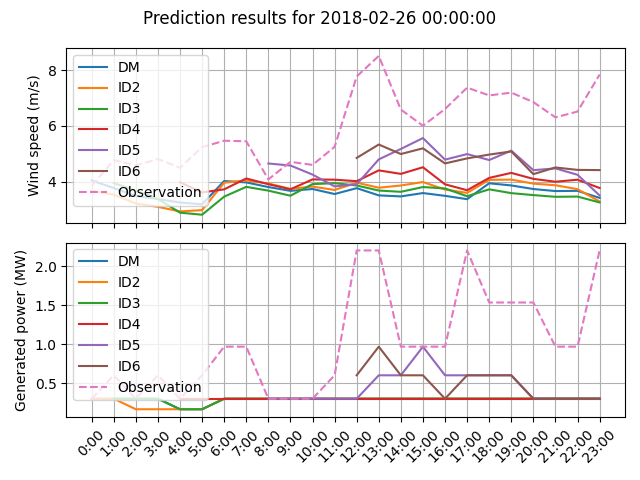 Prediction results for 2018-02-26 00:00:00
Wind speed (m/s)
8
6
4
DM
ID2
ID3
ID4
ID5
ID6
Observation
Generated power (MW)
2.0
1.5
1.0
0.5
DM
ID2
ID3
ID4
ID5
ID6
Observation
0:00
1:00
2:00
3:00
4:00
5:00
6:00
7:00
8:00
9:00
10:00
11:00
12:00
13:00
14:00
15:00
16:00
17:00
18:00
19:00
20:00
21:00
22:00
23:00